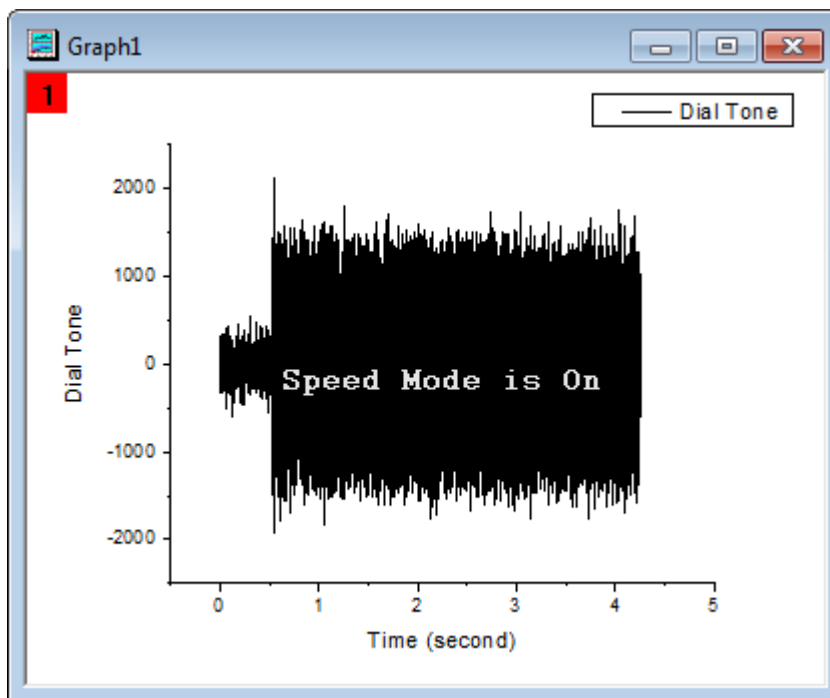 Graph1
1
Dial Tone
2000
1000
0
-1000
-2000
Dial Tone
Speed Mode is On
0 1 2 3 4 5
Time (second)